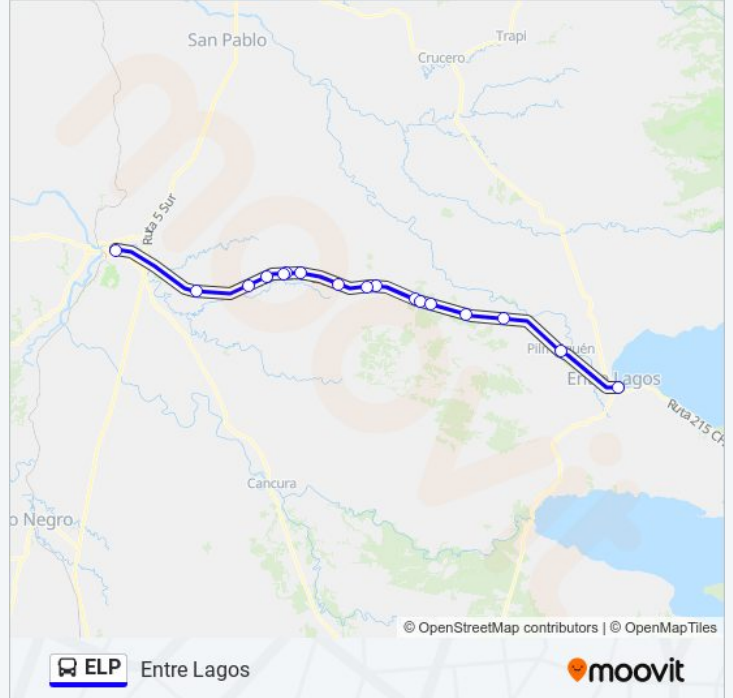 San Pablo
Trapi
Crucero
Ruta 5 Sur
Entre Lagos
Ruta 215 CH
Cancura
o Negro
© OpenStreetMap contributors | © OpenMapTiles
ELP Entre Lagos
moovit